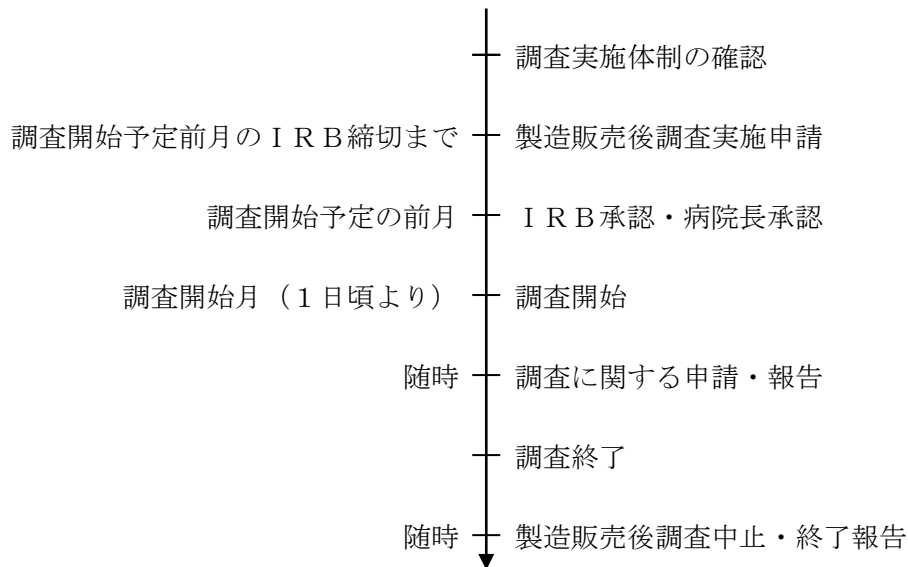 調査実施体制の確認
調査開始予定前月のＩＲＢ締切まで 製造販売後調査実施申請
調査開始予定の前月 ＩＲＢ承認・病院長承認
調査開始月（１日頃より） 調査開始
随時 調査に関する申請・報告
調査終了
随時 製造販売後調査中止・終了報告